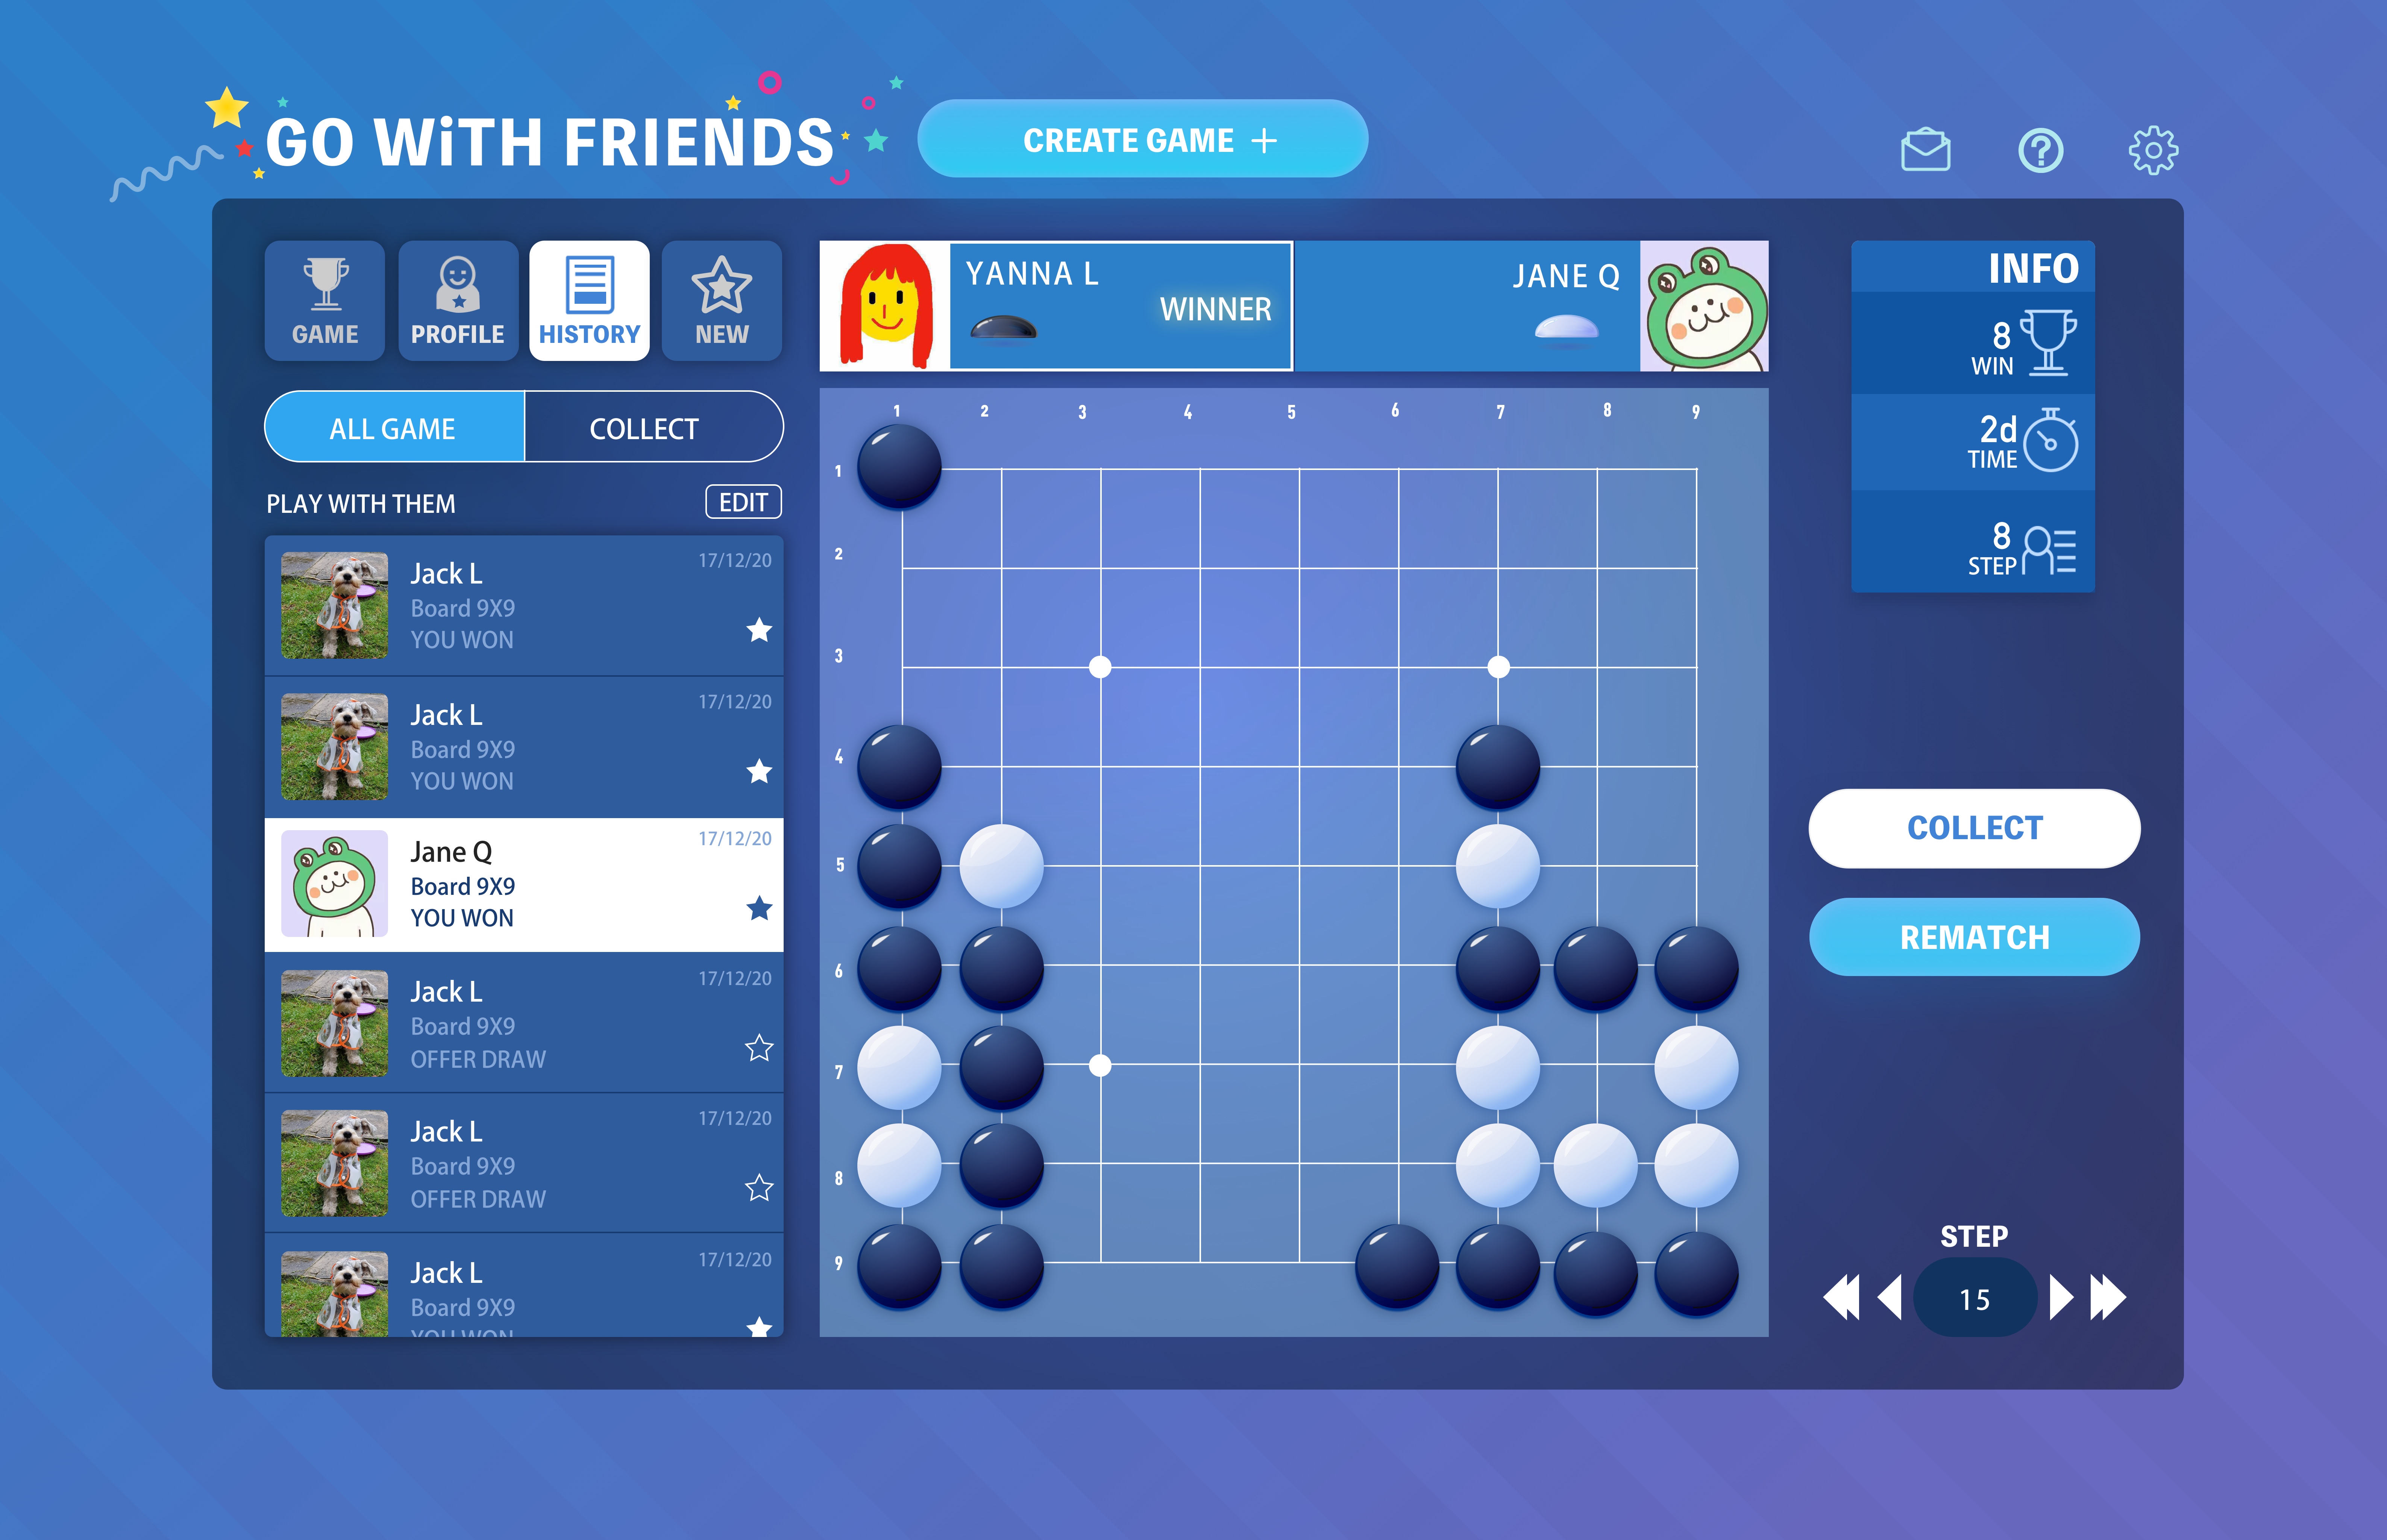 GO WiTH FRIENDS
CREATE GAME +
GAME
PROFILE
HISTORY
NEW
ALL GAME
COLLECT
PLAY WITH THEM
EDIT
Jack L
17/12/20
Board 9X9
YOU WON
Jack L
17/12/20
Board 9X9
YOU WON
Jane Q
17/12/20
Board 9X9
YOU WON
Jack L
17/12/20
Board 9X9
OFFER DRAW
Jack L
17/12/20
Board 9X9
OFFER DRAW
Jack L
17/12/20
Board 9X9
YOU WON
YANNA L
WINNER
JANE Q
1 2 3 4 5 6 7 8 9
1
2
3
4
5
6
7
8
9
INFO
8
WIN
2d
TIME
8
STEP
COLLECT
REMATCH
STEP
15